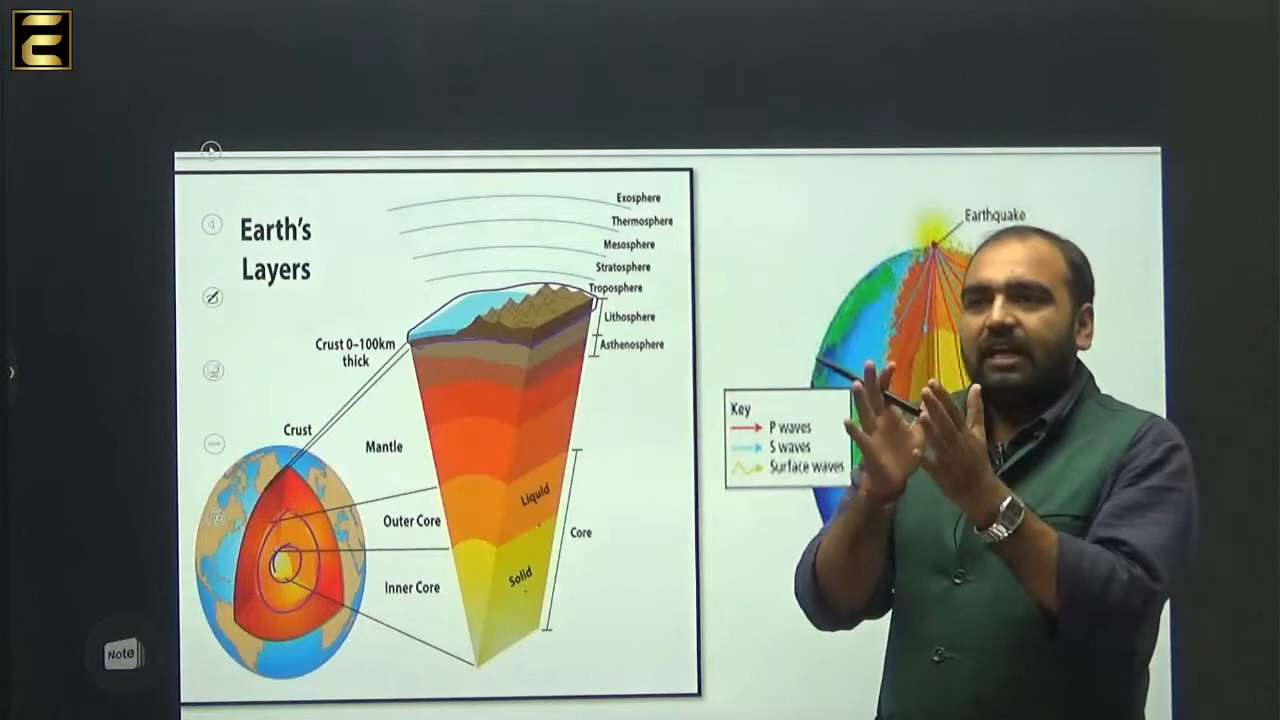 Earth's
Layers
Exosphere
Thermosphere
Mesosphere
Stratosphere
Troposphere
Lithosphere
Asthenosphere
Crust 0–100km
thick
Crust
Mantle
Outer Core
Inner Core
Liquid
Solid
Core
Earthquake
Key
P waves
S waves
Surface waves
Note